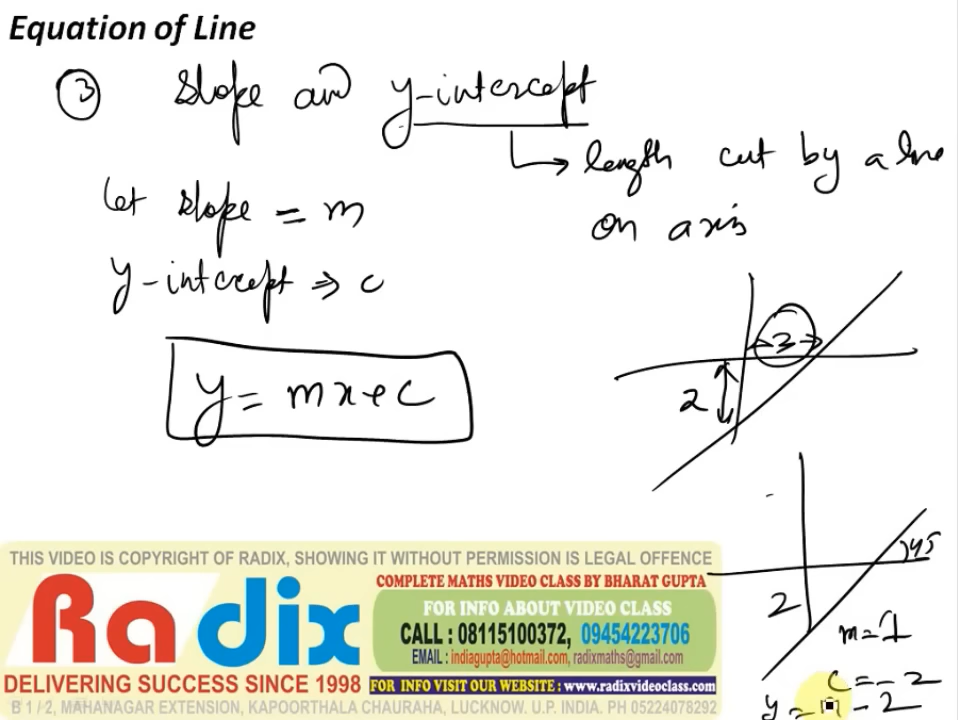 Equation of Line
3 Slope and y-intercept
length cut by a line
on axis
Let slope = m
y-intercept ⇒ c
y = mx+c
3
2
45
2
m=1
c=-2
y= -2
THIS VIDEO IS COPYRIGHT OF RADIX, SHOWING IT WITHOUT PERMISSION IS LEGAL OFFENCE
Radix
DELIVERING SUCCESS SINCE 1998
COMPLETE MATHS VIDEO CLASS BY BHARAT GUPTA
FOR INFO ABOUT VIDEO CLASS
CALL : 08115100372, 09454223706
EMAIL : indiagupta@hotmail.com, radixmaths@gmail.com
FOR INFO VISIT OUR WEBSITE : www.radixvideoclass.com
B 1 / 2, MAHANAGAR EXTENSION, KAPOORTHALA CHAURAHA, LUCKNOW. U.P. INDIA. PH 05224078292